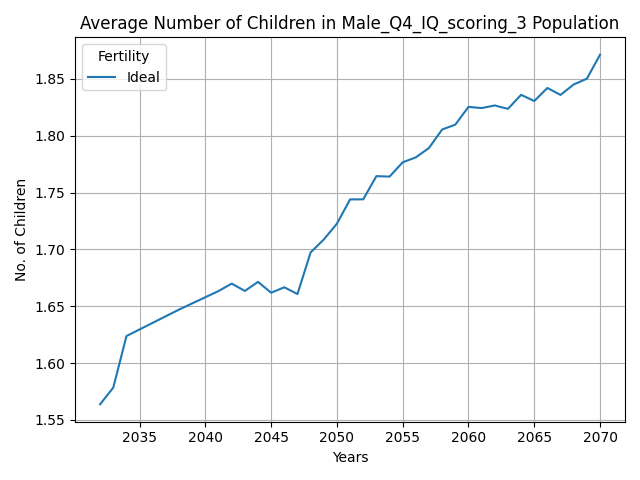 Average Number of Children in Male_Q4_IQ_scoring_3 Population
Fertility
Ideal
No. of Children
1.85
1.80
1.75
1.70
1.65
1.60
1.55
2035 2040 2045 2050 2055 2060 2065 2070
Years